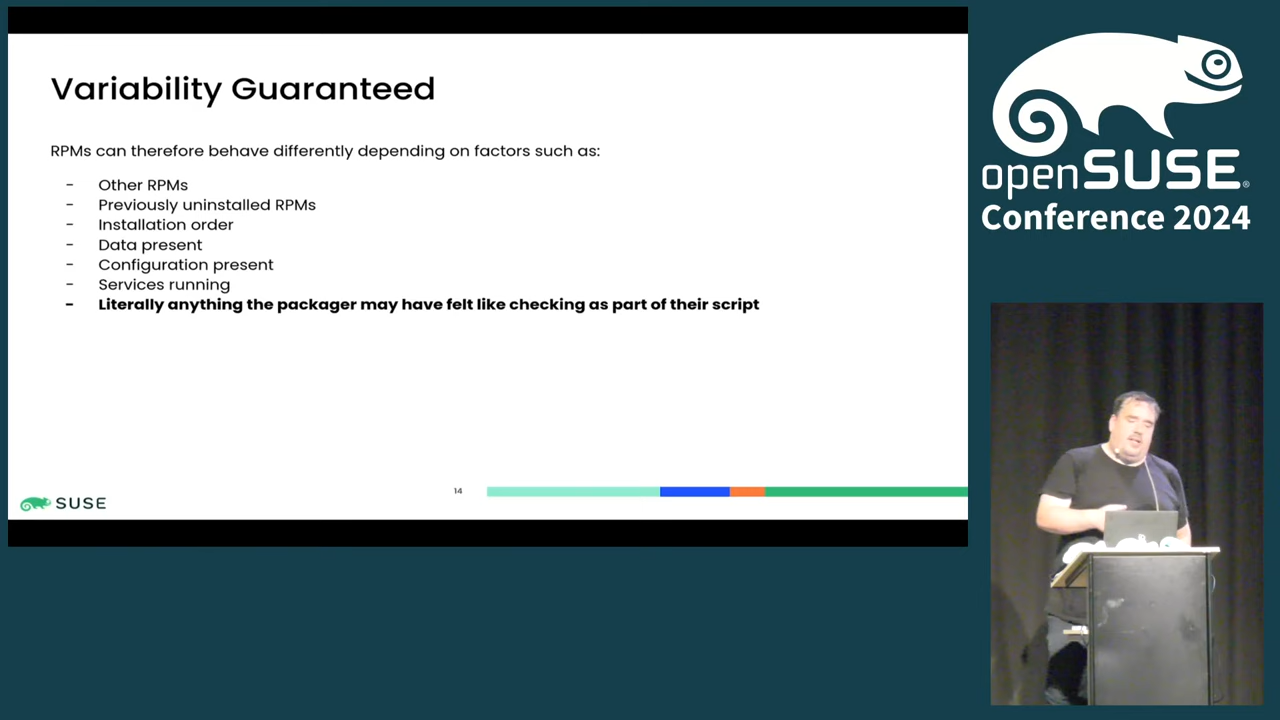 Variability Guaranteed
RPMs can therefore behave differently depending on factors such as:
- Other RPMs
- Previously uninstalled RPMs
- Installation order
- Data present
- Configuration present
- Services running
- Literally anything the packager may have felt like checking as part of their script
14
SUSE
openSUSE®
Conference 2024